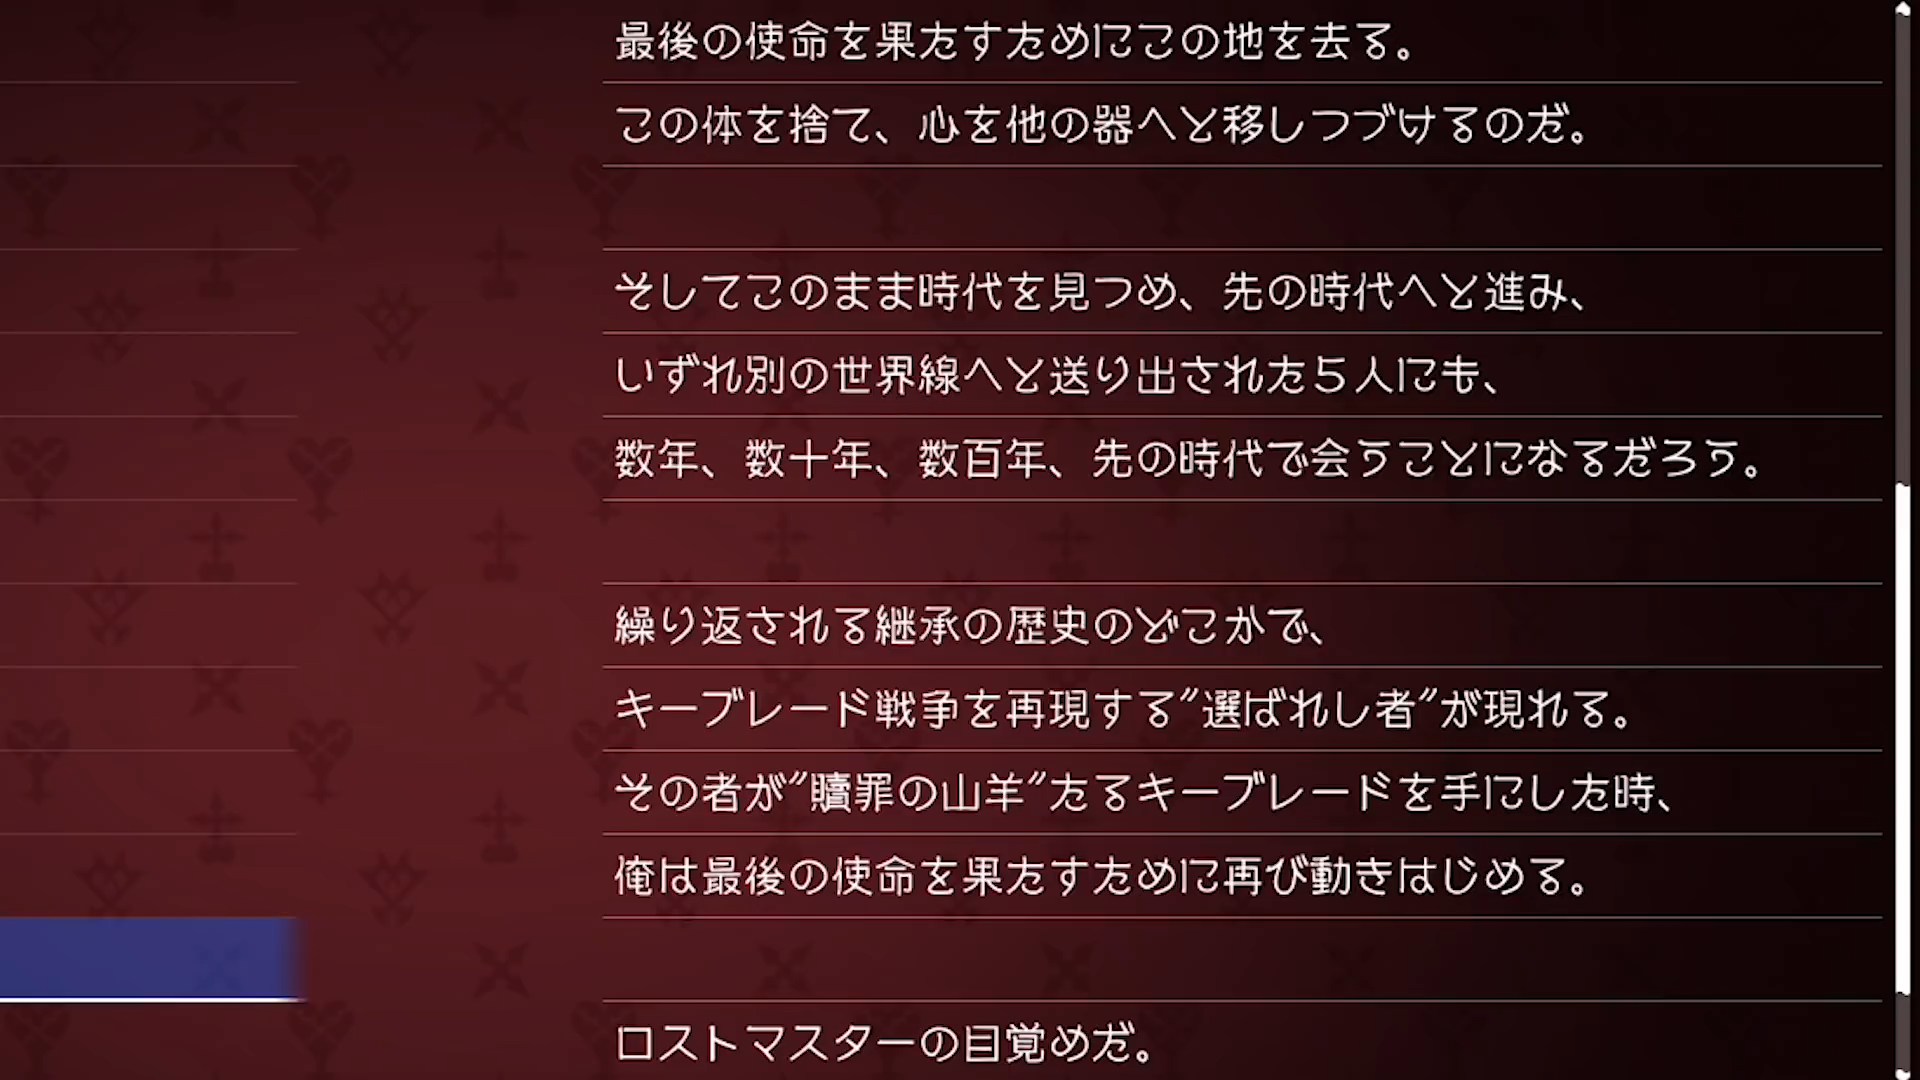 最後の使命を果たすためにこの地を去る。
この体を捨て、心を他の器へと移しつづけるのだ。
そしてこのまま時代を見つめ、先の時代へと進み、
いずれ別の世界線へと送り出された５人にも、
数年、数十年、数百年、先の時代で会うことになるだろう。
繰り返される継承の歴史のどこかで、
キーブレード戦争を再現する″選ばれし者″が現れる。
その者が″贖罪の山羊″たるキーブレードを手にした時、
俺は最後の使命を果たすために再び動きはじめる。
ロストマスターの目覚めだ。